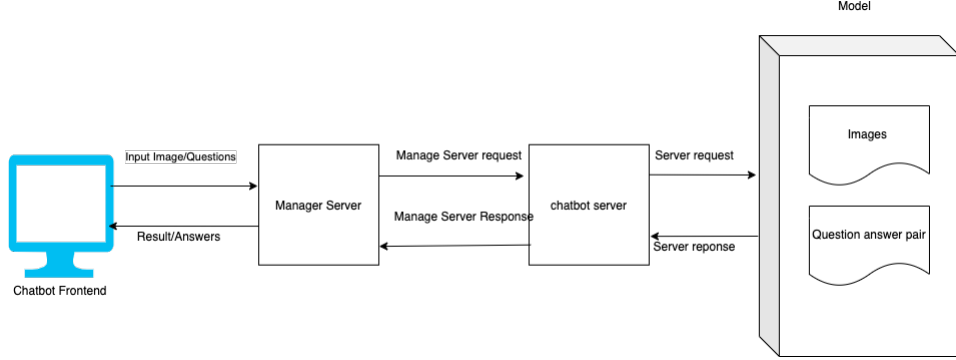 Model
Images
Input Image/Questions
Manage Server request
Server request
Manager Server
chatbot server
Manage Server Response
Question answer pair
Result/Answers
Server reponse
Chatbot Frontend